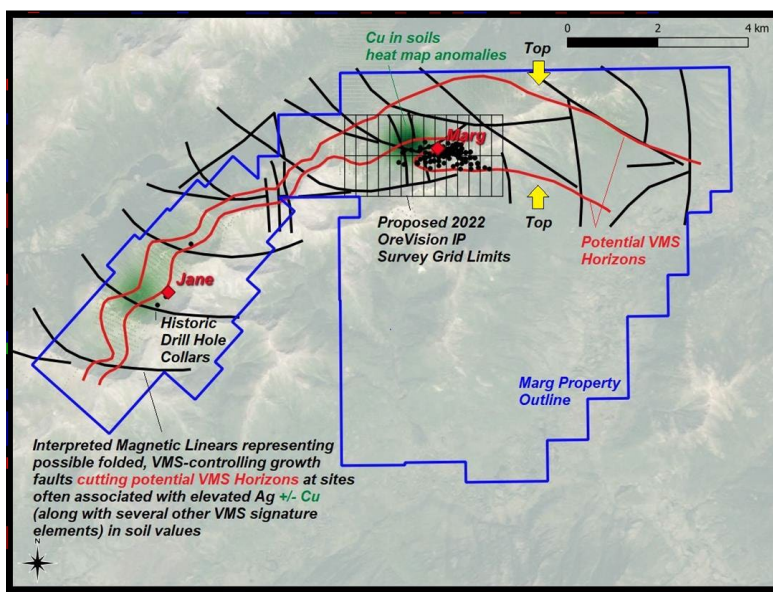 0 2 4 km
Cu in soils
heat map anomalies
Top
Marg
Proposed 2022
OreVision IP
Survey Grid Limits
Top
Potential VMS
Horizons
Jane
Historic
Drill Hole
Collars
Marg Property
Outline
Interpreted Magnetic Linears representing
possible folded, VMS-controlling growth
faults cutting potential VMS Horizons at sites
often associated with elevated Ag +/- Cu
(along with several other VMS signature
elements) in soil values
N